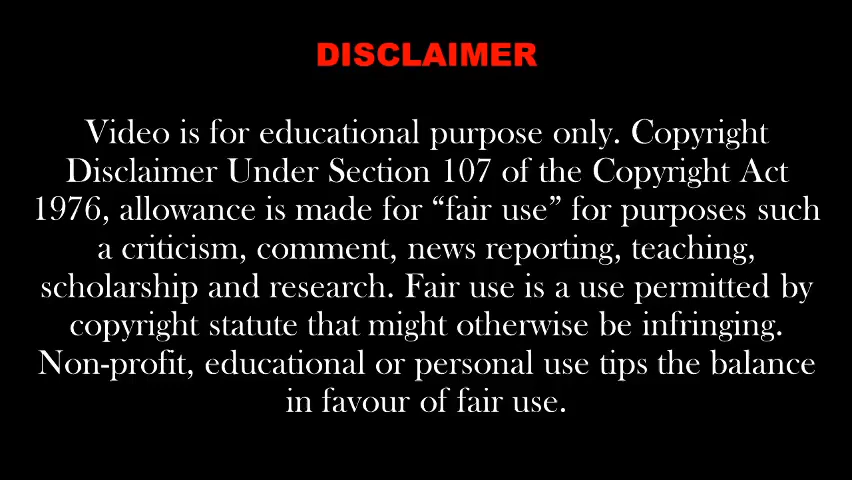 DISCLAIMER
Video is for educational purpose only. Copyright
Disclaimer Under Section 107 of the Copyright Act
1976, allowance is made for “fair use” for purposes such
a criticism, comment, news reporting, teaching,
scholarship and research. Fair use is a use permitted by
copyright statute that might otherwise be infringing.
Non-profit, educational or personal use tips the balance
in favour of fair use.